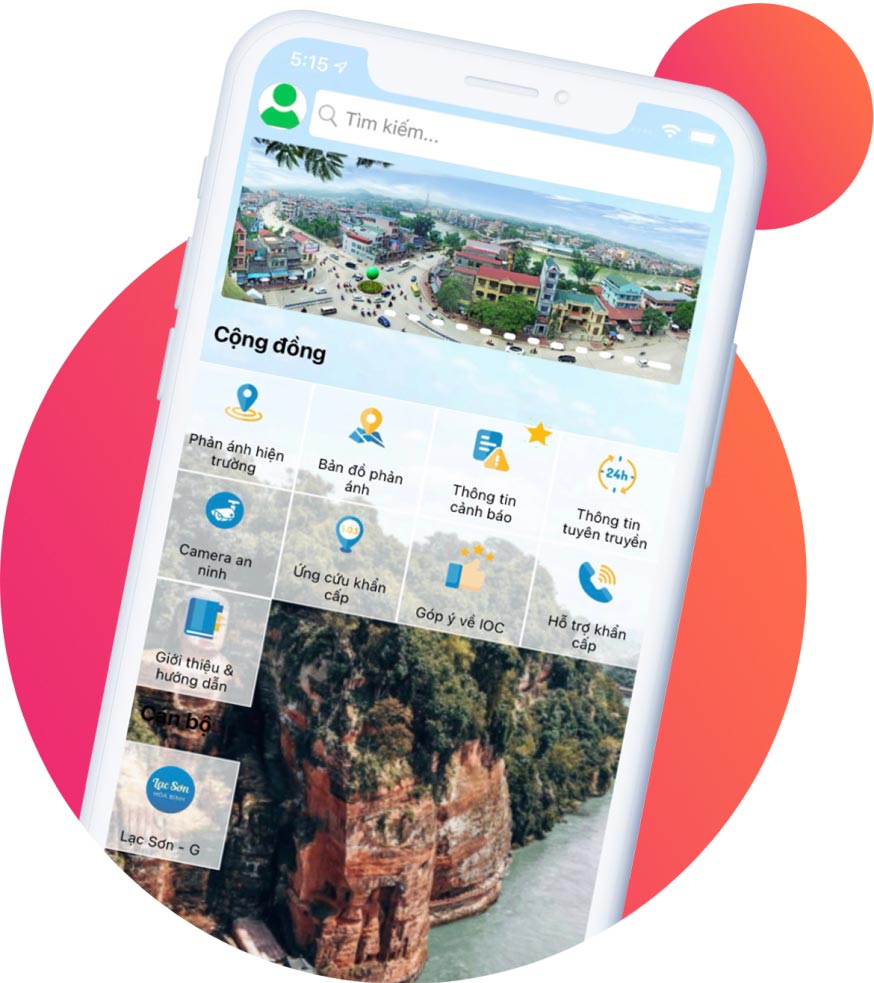 5:15
Tìm kiếm...
Cộng đồng
Phản ánh hiện
trường
Bản đồ phản
ánh
Thông tin
cảnh báo
24h
Thông tin
tuyên truyền
Camera an
ninh
SOS
Ứng cứu khẩn
cấp
Góp ý về IOC
Hỗ trợ khẩn
cấp
Giới thiệu &
hướng dẫn
Cán bộ
Lạc Sơn
HÒA BÌNH
Lạc Sơn - G